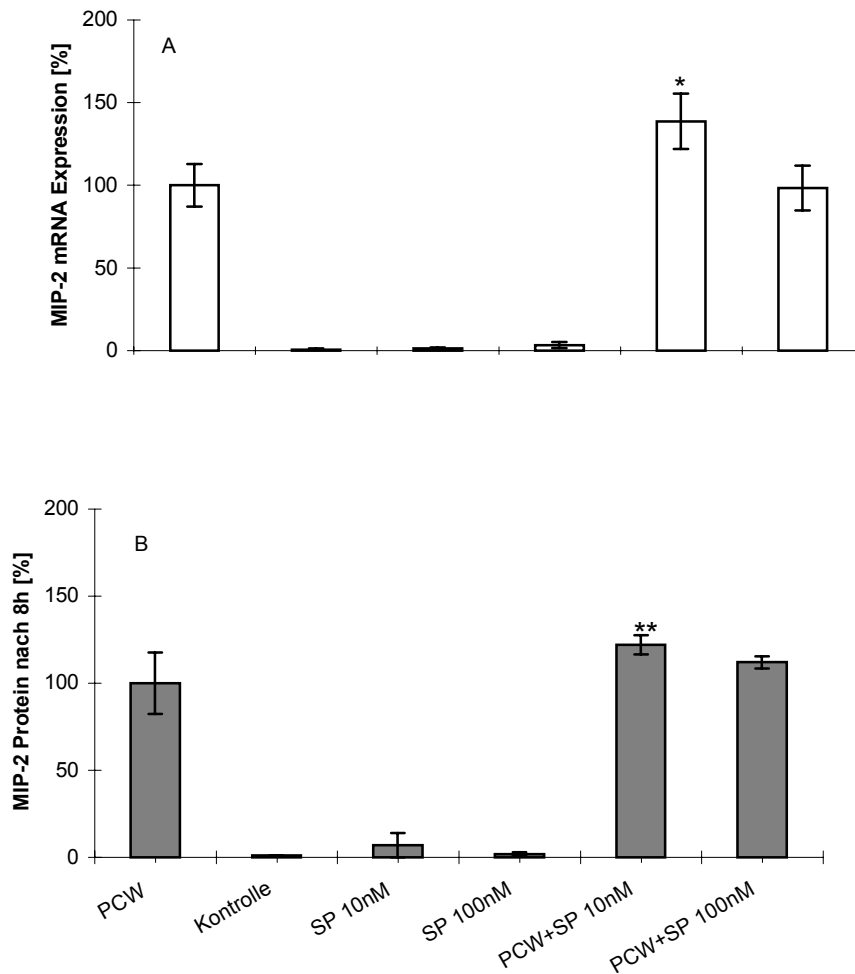 200
A
150
*
100
50
0
MIP-2 mRNA Expression [%]
200
B
150
**
100
50
0
MIP-2 Protein nach 8h [%]
PCW
Kontrolle
SP 10nM
SP 100nM
PCW+SP 10nM
PCW+SP 100nM